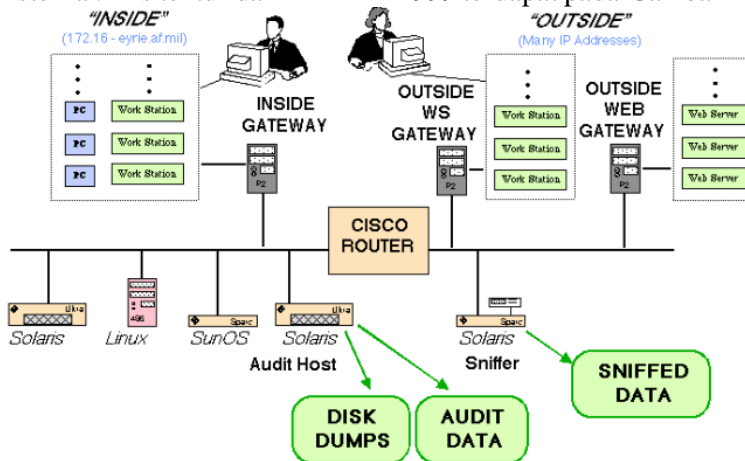 "INSIDE"
(172.16 - eyrie.af.mil)
"OUTSIDE"
(Many IP Addresses)
PC Work Station
PC Work Station
PC Work Station
INSIDE
GATEWAY
P2
OUTSIDE
WS
GATEWAY
P2
Work Station
Work Station
Work Station
OUTSIDE
WEB
GATEWAY
P2
Web Server
Web Server
Web Server
CISCO
ROUTER
Ultra
Solaris
486
Linux
Sparc
SunOS
Ultra
Solaris
Audit Host
Sparc
Solaris
Sniffer
DISK
DUMPS
AUDIT
DATA
SNIFFED
DATA